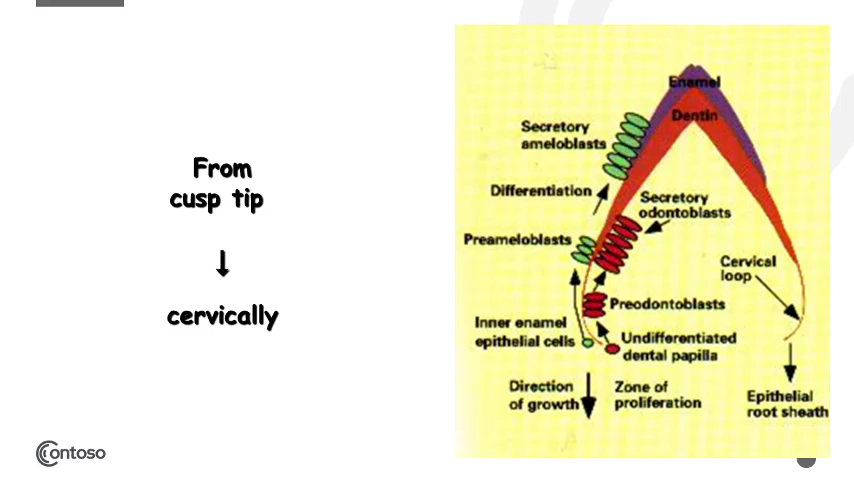 From
cusp tip
cervically
Enamel
Dentin
Secretory
ameloblasts
Differentiation
Secretory
odontoblasts
Preameloblasts
Cervical
loop
Preodontoblasts
Inner enamel
epithelial cells
Undifferentiated
dental papilla
Direction
of growth
Zone of
proliferation
Epithelial
root sheath
Contoso